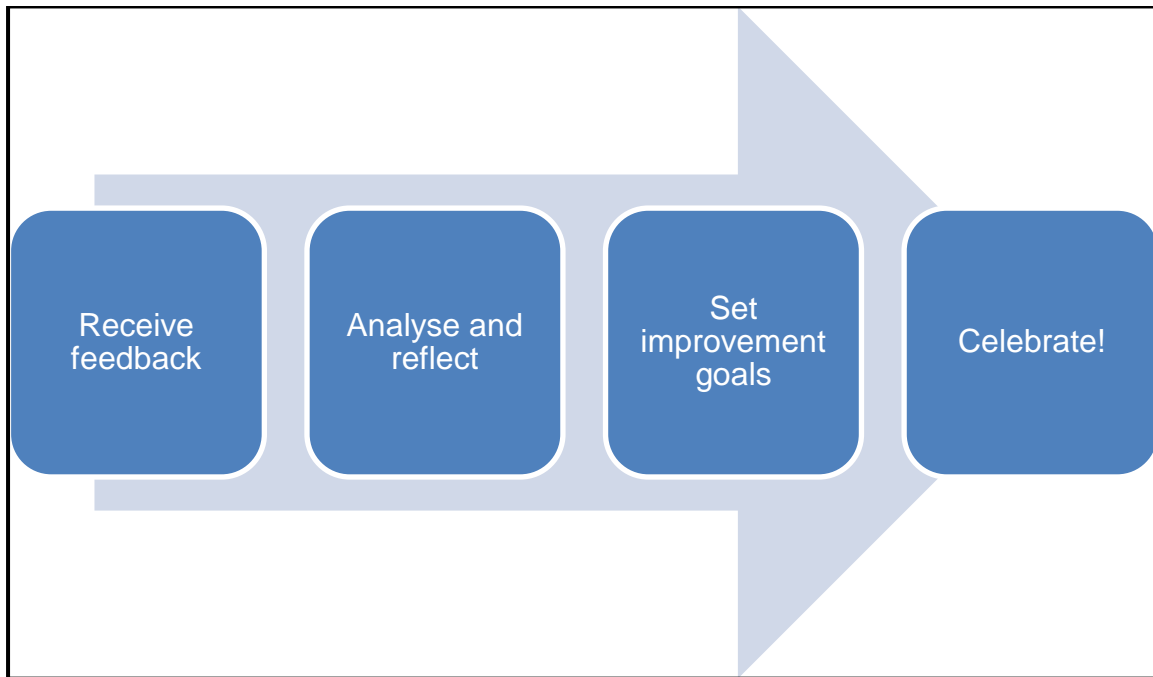 Receive
feedback
Analyse and
reflect
Set
improvement
goals
Celebrate!